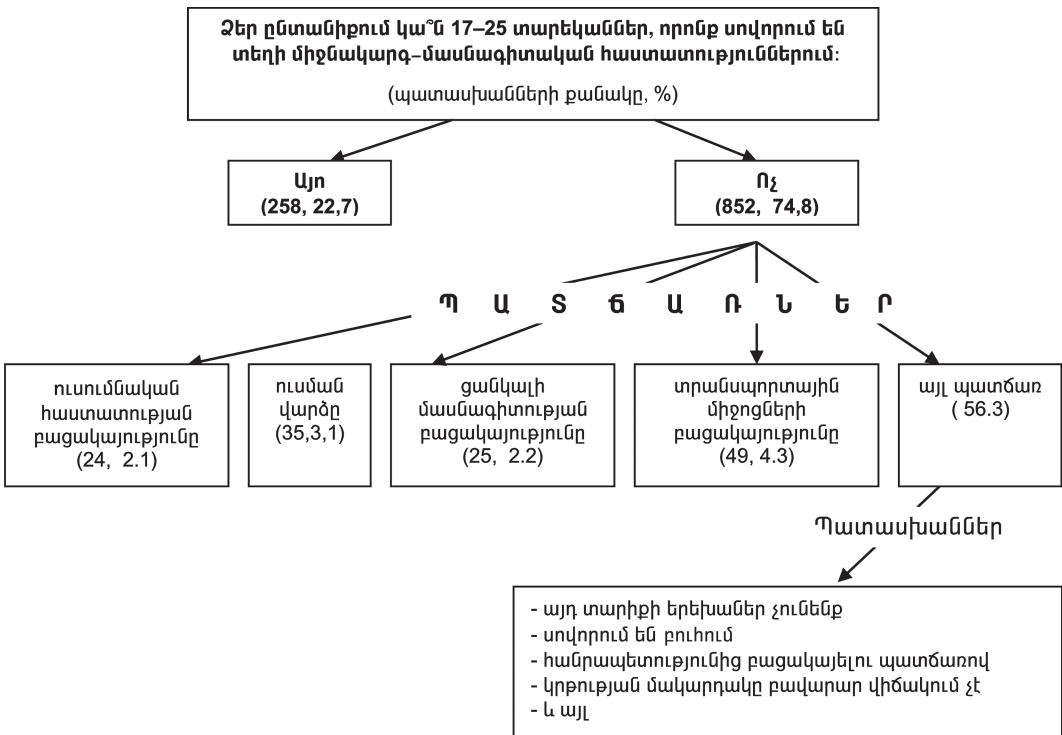 Ձեր ընտանիքում կա՞ն 17–25 տարեկաններ, որոնք սովորում են
տեղի միջնակարգ–մասնագիտական հաստատություններում:
(պատասխանների քանակը, %)
Այո
(258, 22,7)
Ոչ
(852, 74,8)
Պ Ա Տ Ճ Ա Ռ Ն Ե Ր
ուսումնական
հաստատության
բացակայությունը
(24, 2.1)
ուսման
վարձը
(35,3,1)
ցանկալի
մասնագիտության
բացակայությունը
(25, 2.2)
տրանսպորտային
միջոցների
բացակայությունը
(49, 4.3)
այլ պատճառ
( 56.3)
Պատասխաններ
- այդ տարիքի երեխաներ չունենք
- սովորում են բուհում
- հանրապետությունից բացակայելու պատճառով
- կրթության մակարդակը բավարար վիճակում չէ
- և այլ